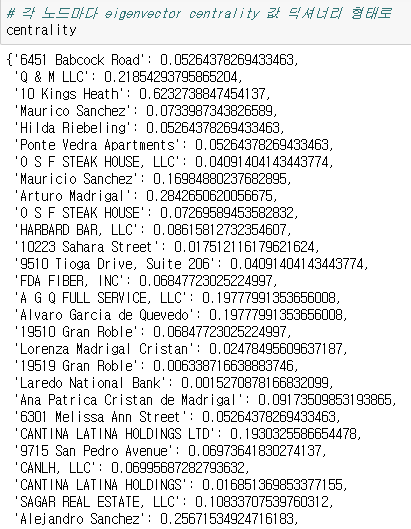 # 각 노드마다 eigenvector centrality 값 딕셔너리 형태로
centrality
{'6451 Babcock Road': 0.05264378269433463,
'Q & M LLC': 0.21854293795865204,
'10 Kings Heath': 0.6232738847454137,
'Maurico Sanchez': 0.0733987343826589,
'Hilda Riebeling': 0.05264378269433463,
'Ponte Vedra Apartments': 0.05264378269433463,
'O S F STEAK HOUSE, LLC': 0.04091404143443774,
'Mauricio Sanchez': 0.16984880237682895,
'Arturo Madrigal': 0.2842650620056675,
'O S F STEAK HOUSE': 0.07269589453582832,
'HARBARD BAR, LLC': 0.08615812732354607,
'10223 Sahara Street': 0.017512116179621624,
'9510 Tioga Drive, Suite 206': 0.04091404143443774,
'FDA FIBER, INC': 0.06847723025224997,
'A G Q FULL SERVICE, LLC': 0.19777991353656008,
'Alvaro Garcia de Quevedo': 0.19777991353656008,
'19510 Gran Roble': 0.06847723025224997,
'Lorenza Madrigal Cristan': 0.02478495609637187,
'19519 Gran Roble': 0.006338716638883746,
'Laredo National Bank': 0.0015270878166832099,
'Ana Patrica Cristan de Madrigal': 0.09173509853193865,
'6301 Melissa Ann Street': 0.05264378269433463,
'CANTINA LATINA HOLDINGS LTD': 0.1930325586654478,
'9715 San Pedro Avenue': 0.06973641830274137,
'CANLH, LLC': 0.06995687282793632,
'CANTINA LATINA HOLDINGS': 0.016851369853377155,
'SAGAR REAL ESTATE, LLC': 0.10833707539760312,
'Alejandro Sanchez': 0.25671534924716183,